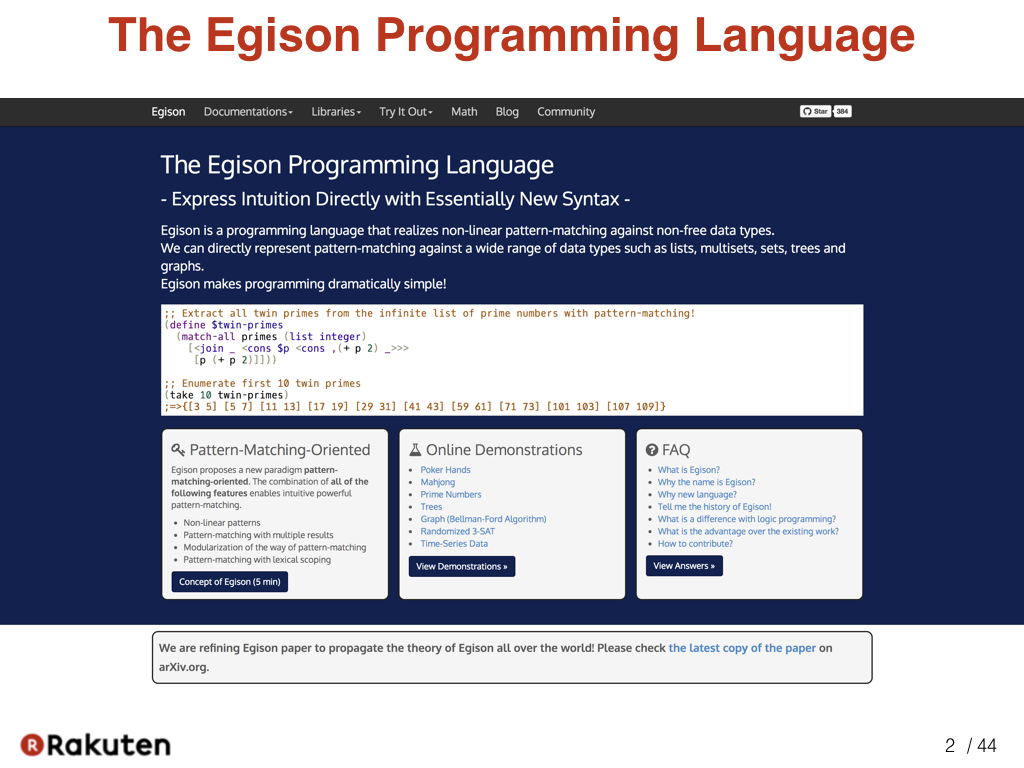 The Egison Programming Language
Egison Documentations Libraries Try It Out Math Blog Community Star 384
The Egison Programming Language
- Express Intuition Directly with Essentially New Syntax -
Egison is a programming language that realizes non-linear pattern-matching against non-free data types.
We can directly represent pattern-matching against a wide range of data types such as lists, multisets, sets, trees and
graphs.
Egison makes programming dramatically simple!
;; Extract all twin primes from the infinite list of prime numbers with pattern-matching!
(define $twin-primes
  (match-all primes (list integer)
    [<join _ <cons $p <cons ,(+ p 2) _>>>
     [p (+ p 2)]]))
;; Enumerate first 10 twin primes
(take 10 twin-primes)
;=>{[3 5] [5 7] [11 13] [17 19] [29 31] [41 43] [59 61] [71 73] [101 103] [107 109]}
Pattern-Matching-Oriented
Egison proposes a new paradigm pattern-
matching-oriented. The combination of all of the
following features enables intuitive powerful
pattern-matching.
• Non-linear patterns
• Pattern-matching with multiple results
• Modularization of the way of pattern-matching
• Pattern-matching with lexical scoping
Concept of Egison (5 min)
Online Demonstrations
• Poker Hands
• Mahjong
• Prime Numbers
• Trees
• Graph (Bellman-Ford Algorithm)
• Randomized 3-SAT
• Time-Series Data
View Demonstrations »
FAQ
• What is Egison?
• Why the name is Egison?
• Why new language?
• Tell me the history of Egison!
• What is a difference with logic programming?
• What is the advantage over the existing work?
• How to contribute?
View Answers »
We are refining Egison paper to propagate the theory of Egison all over the world! Please check the latest copy of the paper on
arXiv.org.
R Rakuten
2 / 44